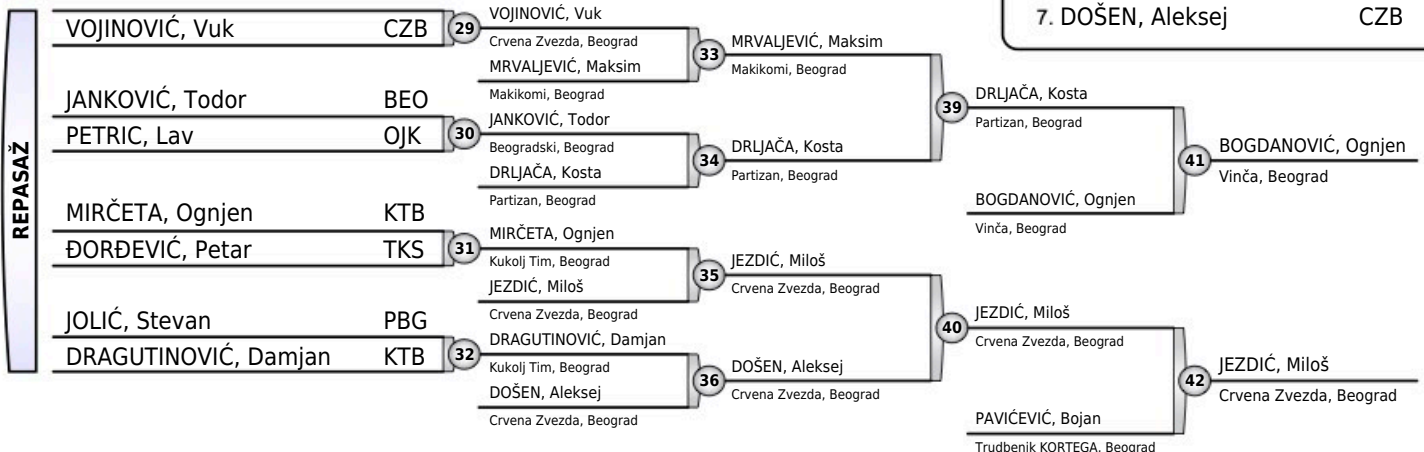 7. DOŠEN, Aleksej CZB
REPASAŽ
VOJINOVIĆ, Vuk CZB
JANKOVIĆ, Todor BEO
PETRIC, Lav OJK
MIRČETA, Ognjen KTB
ĐORĐEVIĆ, Petar TKS
JOLIĆ, Stevan PBG
DRAGUTINOVIĆ, Damjan KTB
29
30
31
32
VOJINOVIĆ, Vuk
Crvena Zvezda, Beograd
MRVALJEVIĆ, Maksim
Makikomi, Beograd
JANKOVIĆ, Todor
Beogradski, Beograd
DRLJAČA, Kosta
Partizan, Beograd
MIRČETA, Ognjen
Kukolj Tim, Beograd
JEZDIĆ, Miloš
Crvena Zvezda, Beograd
DRAGUTINOVIĆ, Damjan
Kukolj Tim, Beograd
DOŠEN, Aleksej
Crvena Zvezda, Beograd
33
34
35
36
MRVALJEVIĆ, Maksim
Makikomi, Beograd
DRLJAČA, Kosta
Partizan, Beograd
JEZDIĆ, Miloš
Crvena Zvezda, Beograd
DOŠEN, Aleksej
Crvena Zvezda, Beograd
39
40
DRLJAČA, Kosta
Partizan, Beograd
BOGDANOVIĆ, Ognjen
Vinča, Beograd
JEZDIĆ, Miloš
Crvena Zvezda, Beograd
PAVIĆEVIĆ, Bojan
Trudbenik KORTEGA, Beograd
41
42
BOGDANOVIĆ, Ognjen
Vinča, Beograd
JEZDIĆ, Miloš
Crvena Zvezda, Beograd